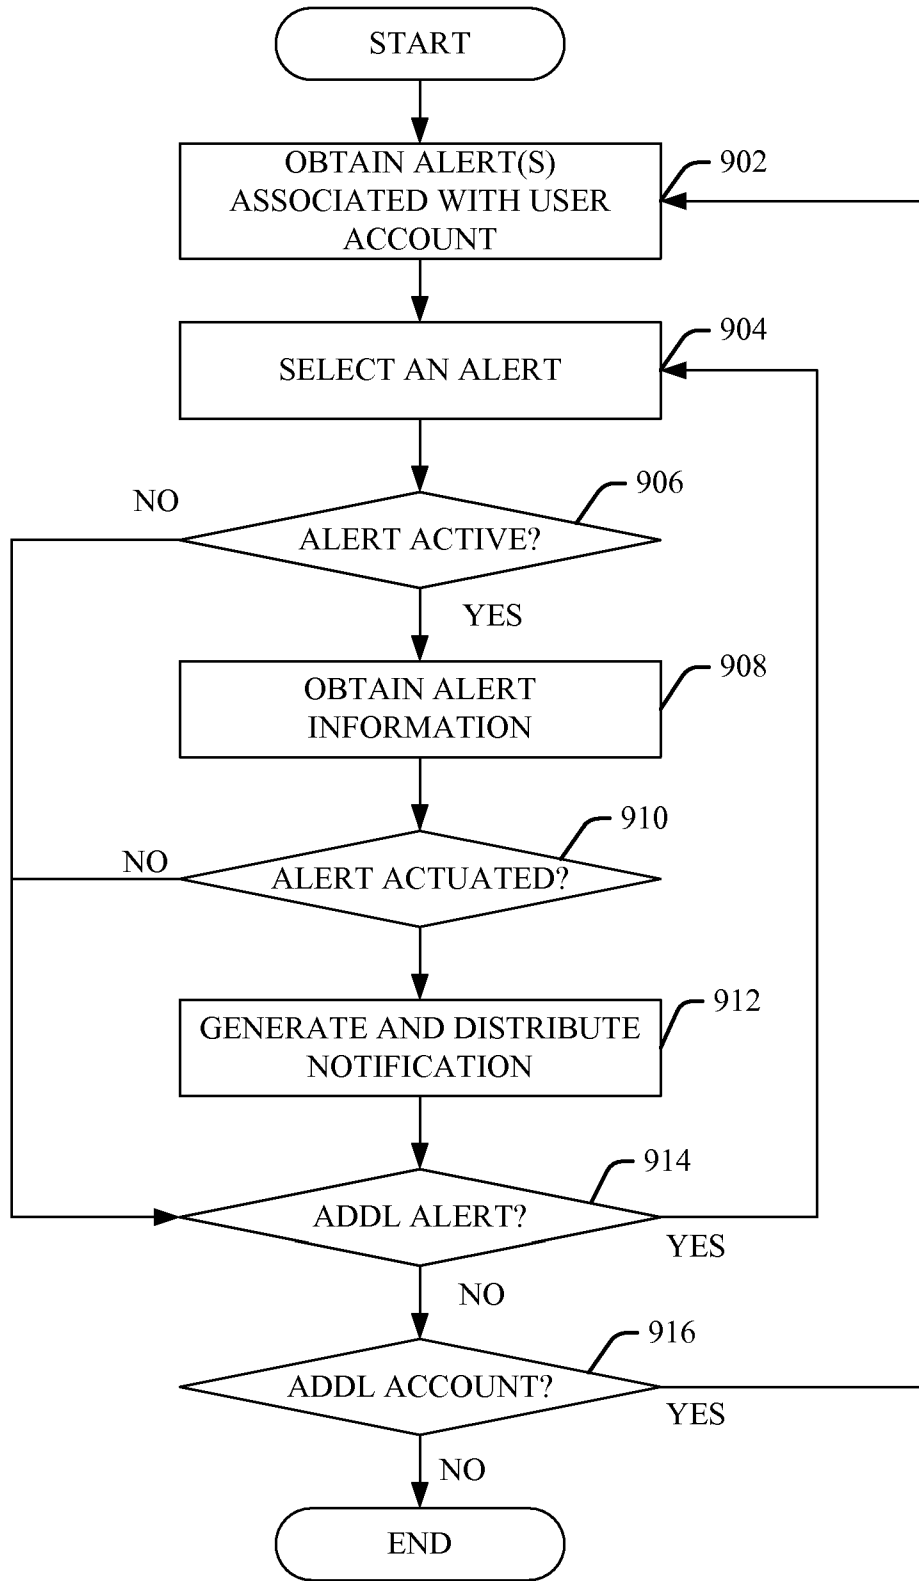 START
OBTAIN ALERT(S)
ASSOCIATED WITH USER
ACCOUNT
902
SELECT AN ALERT
904
ALERT ACTIVE?
906
NO
YES
OBTAIN ALERT
INFORMATION
908
ALERT ACTUATED?
910
NO
GENERATE AND DISTRIBUTE
NOTIFICATION
912
ADDL ALERT?
914
YES
NO
ADDL ACCOUNT?
916
YES
NO
END